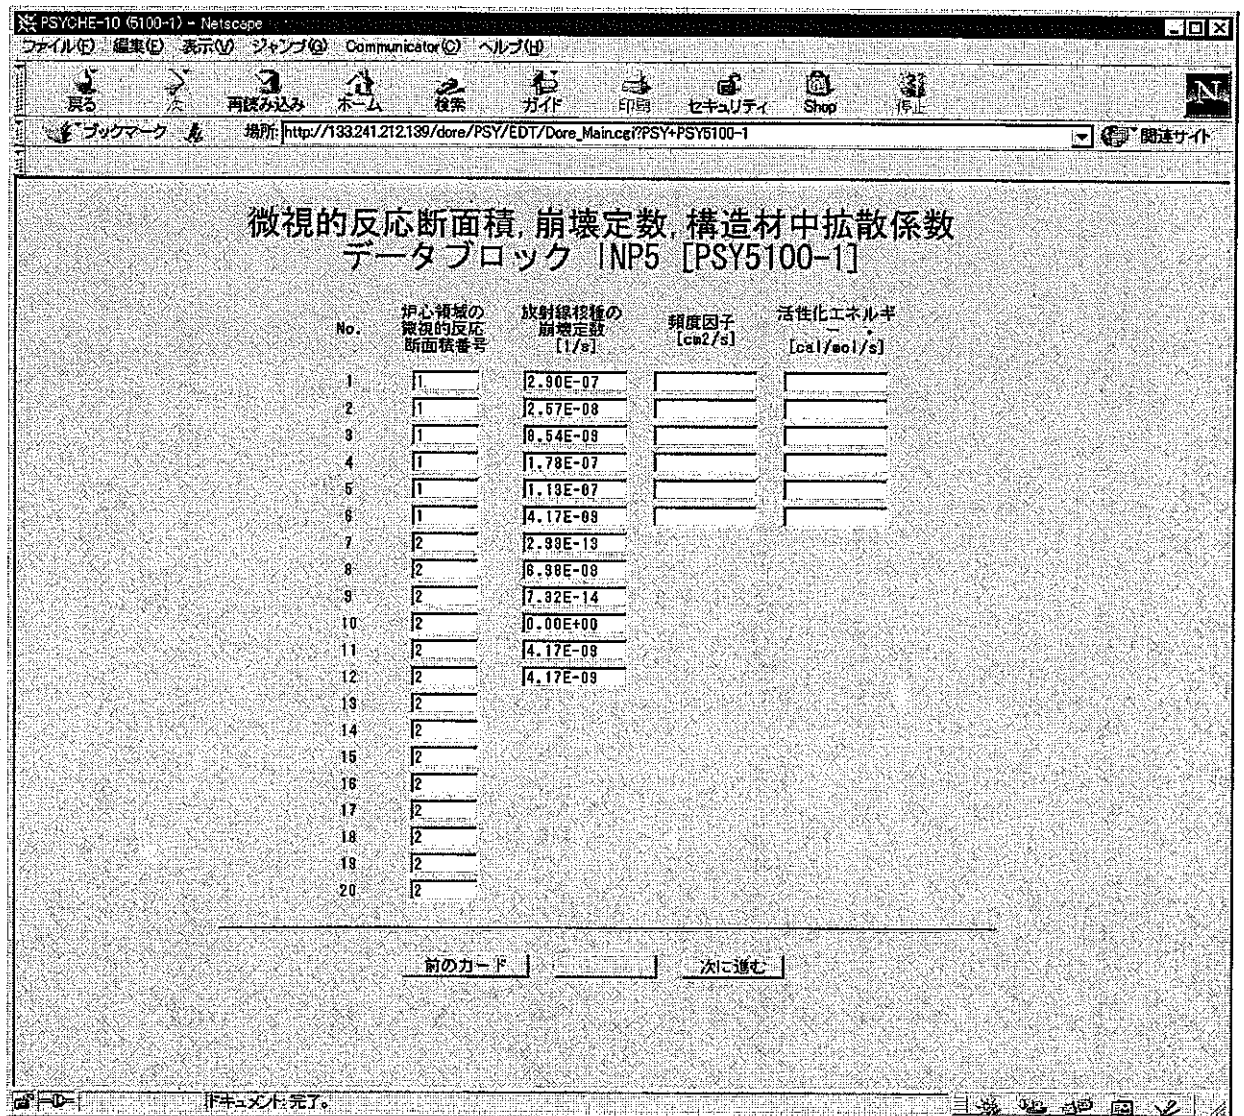 PSYCHE-10 (5100-1) - Netscape
ファイル(F) 編集(E) 表示(V) ジャンプ(G) Communicator(C) ヘルプ(H)
戻る 次 再読み込み ホーム 検索 ガイド 印刷 セキュリティ Shop 停止
N
ブックマーク 場所: http://133.241.212.139/dore/PSY/EDT/Dore_Main.cgi?PSY+PSY5100-1 関連サイト
微視的反応断面積, 崩壊定数, 構造材中拡散係数
データブロック INP5 [PSY5100-1]
No. 炉心領域の微視的反応断面積番号 放射線核種の崩壊定数 [1/s] 頻度因子 [cm2/s] 活性化エネルギー・ [cal/mol/s]
1 1 2.90E-07
2 1 2.57E-08
3 1 8.54E-09
4 1 1.78E-07
5 1 1.13E-07
6 1 4.17E-09
7 2 2.99E-13
8 2 6.98E-09
9 2 7.32E-14
10 2 0.00E+00
11 2 4.17E-09
12 2 4.17E-09
13 2
14 2
15 2
16 2
17 2
18 2
19 2
20 2
前のカード 次に進む
ドキュメント: 完了。